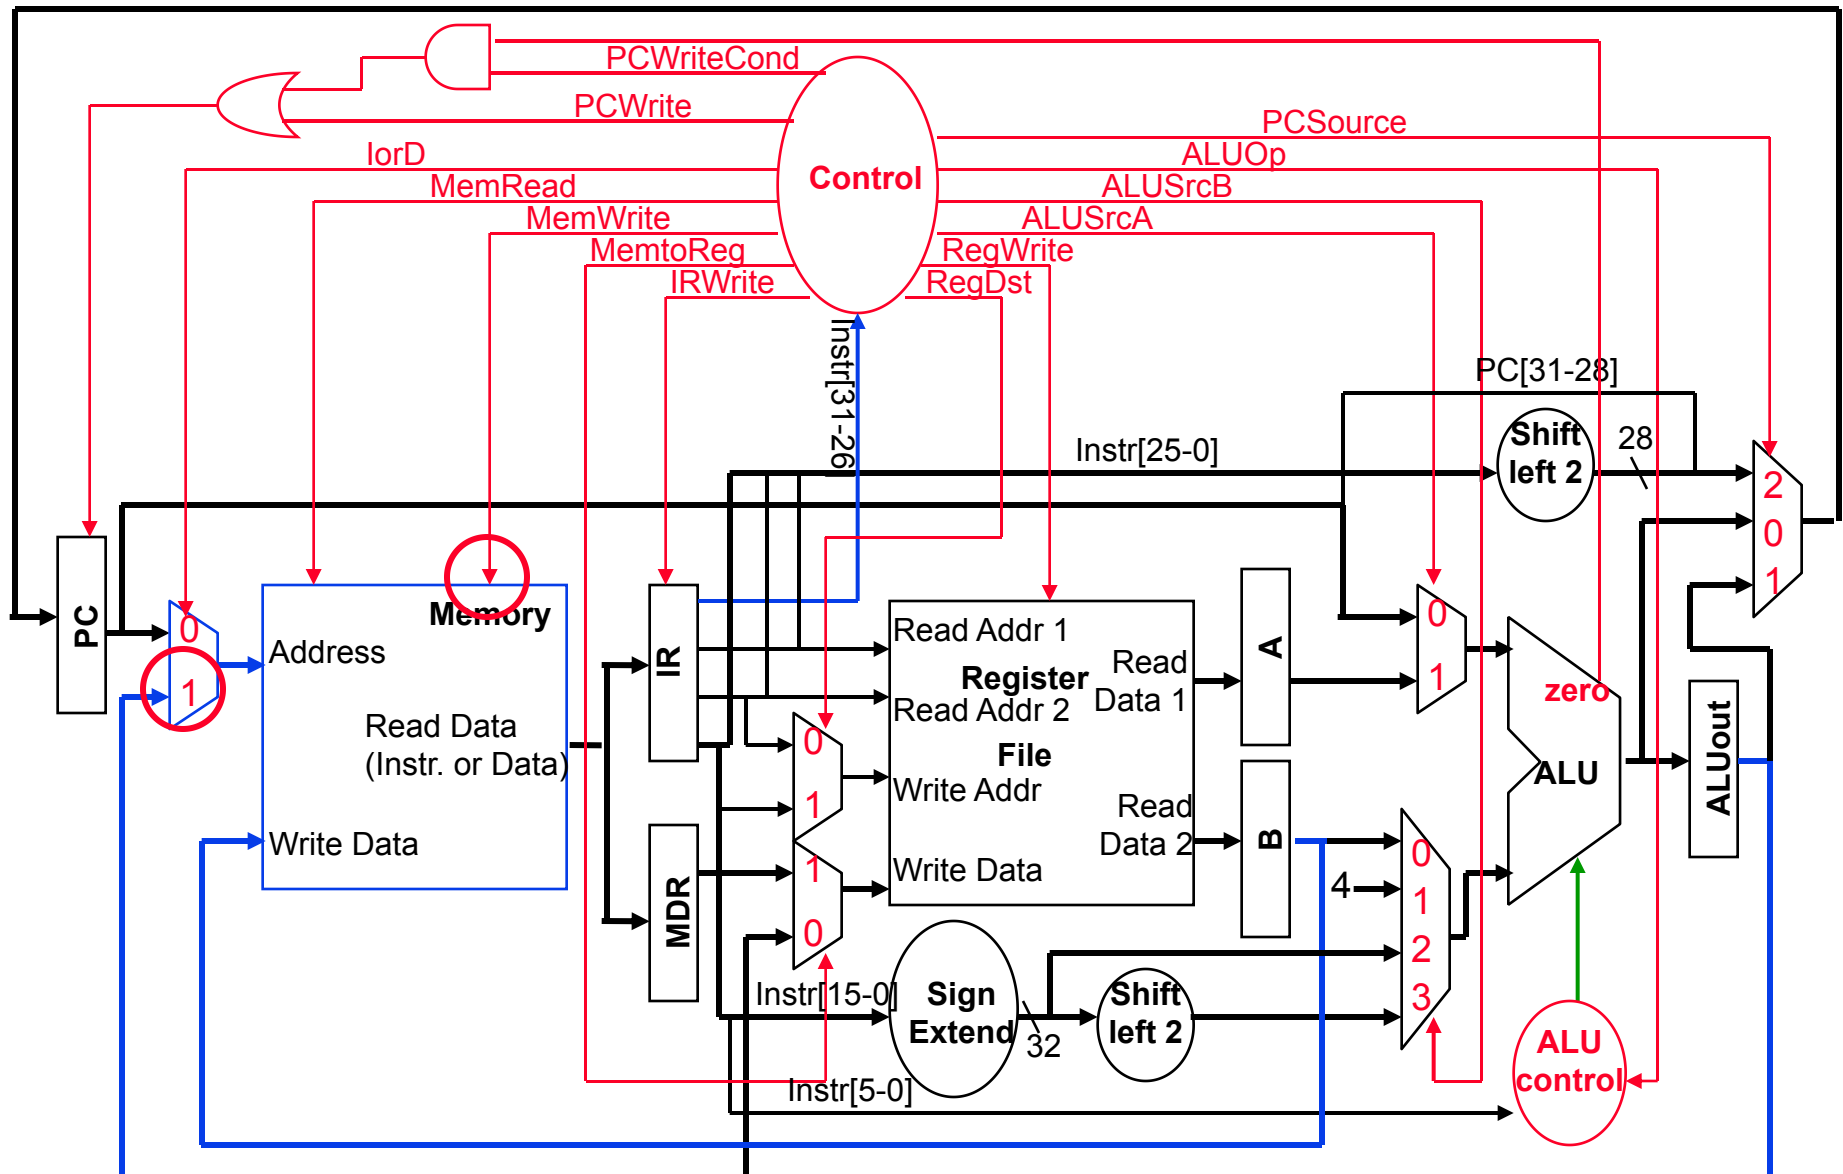 PCWriteCond
PCWrite
PCSource
IorD
ALUOp
Control
MemRead
ALUSrcB
MemWrite
ALUSrcA
MemtoReg
RegWrite
IRWrite
RegDst
Instr[31-26]
PC[31-28]
Instr[25-0]
Shift
left 2
28
2
0
1
PC
0
1
Memory
Address
Read Data
(Instr. or Data)
Write Data
IR
MDR
Read Addr 1
Register
Read Addr 2
File
Write Addr
Write Data
Read
Data 1
Read
Data 2
0
1
1
0
A
B
0
1
zero
ALU
ALUout
4
0
1
2
3
Instr[15-0]
Sign
Extend
32
Shift
left 2
Instr[5-0]
ALU
control